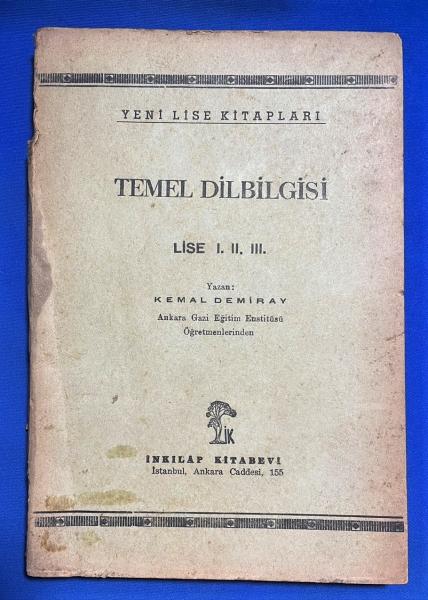 YENİ LİSE KİTAPLARI
TEMEL DİLBİLGİSİ
LİSE I. II, III.
Yazan:
KEMAL DEMİRAY
Ankara Gazi Eğitim Enstitüsü
Öğretmenlerinden
İK
İNKILÂP KİTABEVİ
İstanbul, Ankara Caddesi, 155